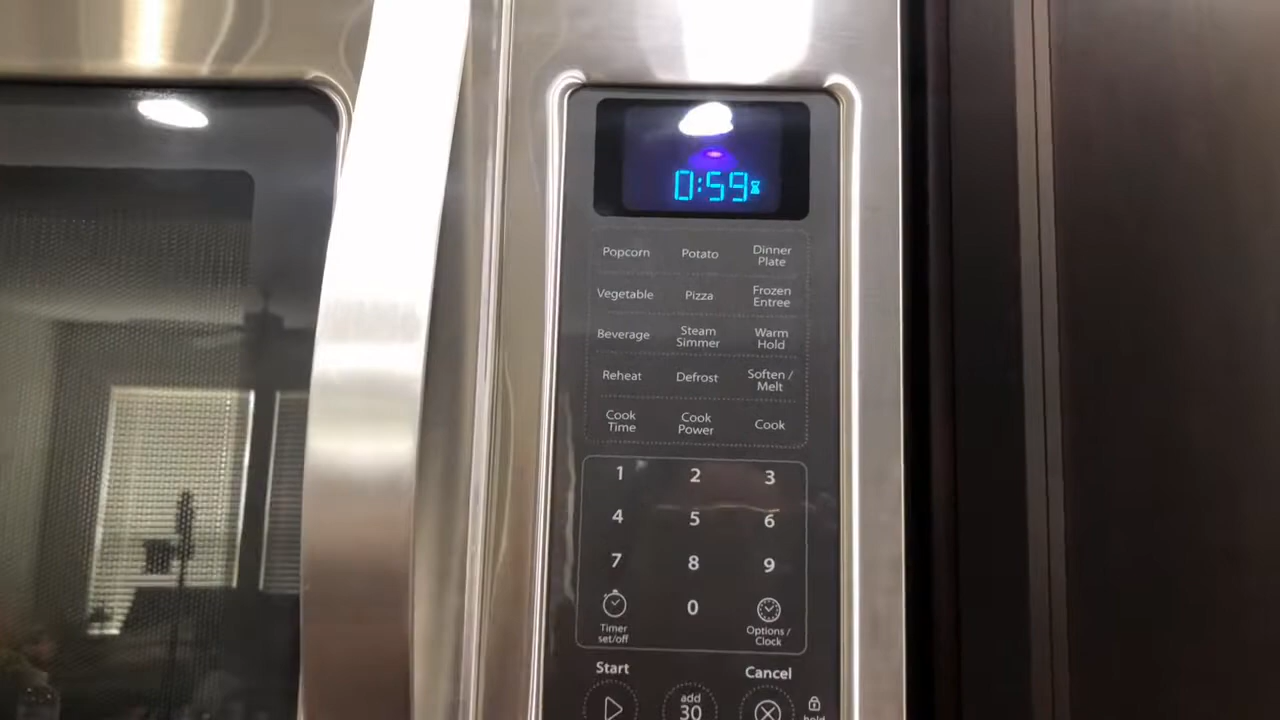 0:59
Popcorn Potato Dinner Plate
Vegetable Pizza Frozen Entree
Beverage Steam Simmer Warm Hold
Reheat Defrost Soften / Melt
Cook Time Cook Power Cook
1 2 3
4 5 6
7 8 9
0
Timer set/off Options / Clock
Start Cancel
add 30
hold